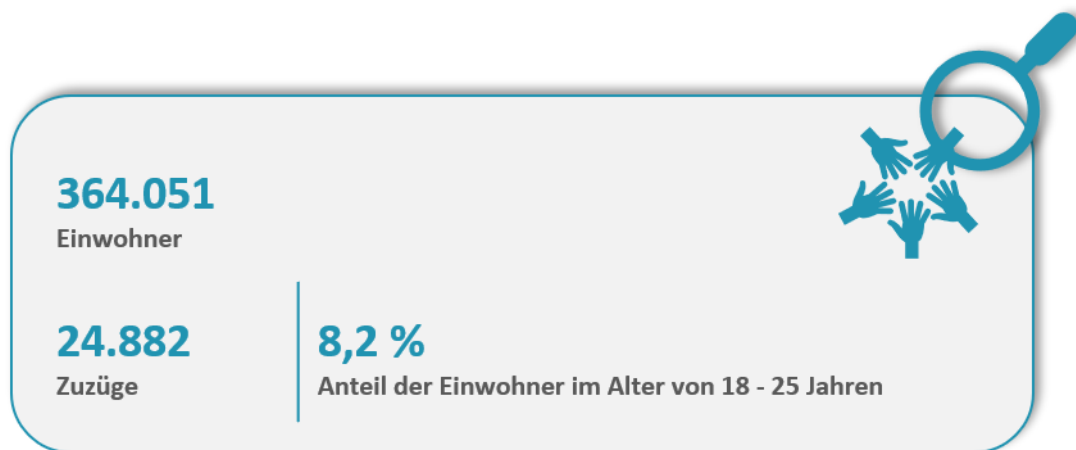 364.051
Einwohner
24.882
Zuzüge
8,2 %
Anteil der Einwohner im Alter von 18 - 25 Jahren